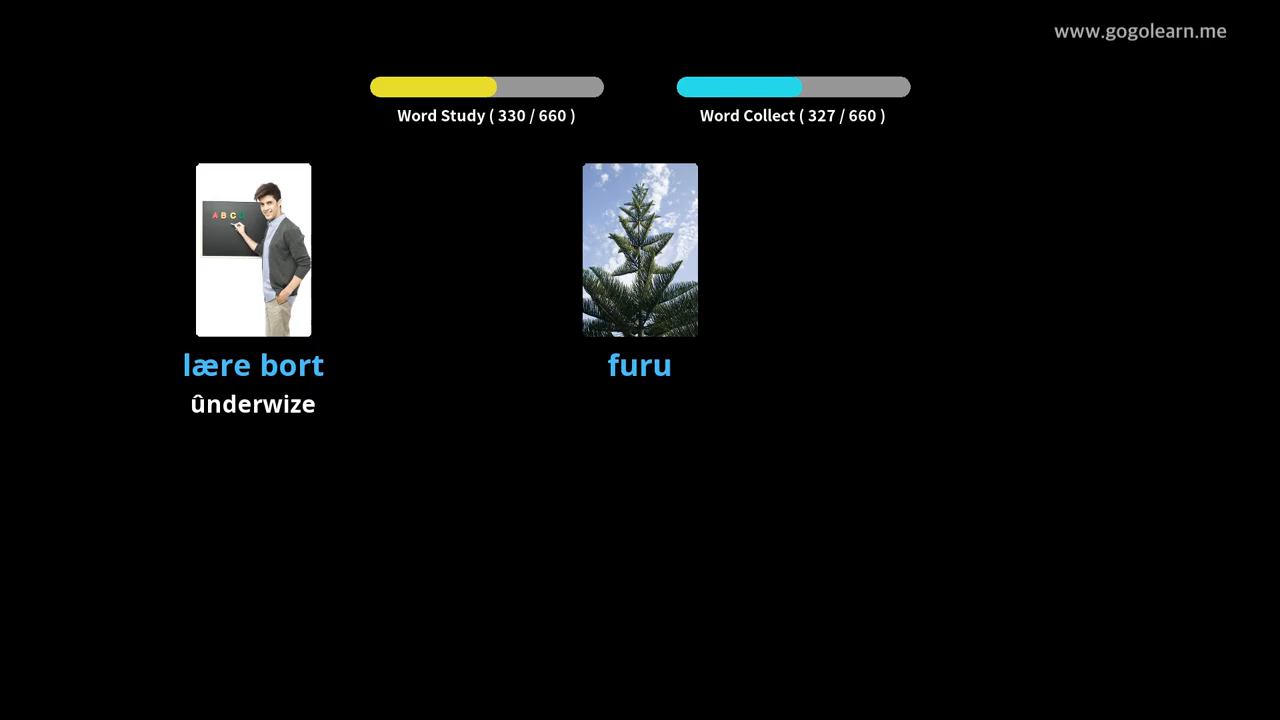 www.gogolearn.me
Word Study ( 330 / 660 )
Word Collect ( 327 / 660 )
A B C D
lære bort
furu
ûnderwize